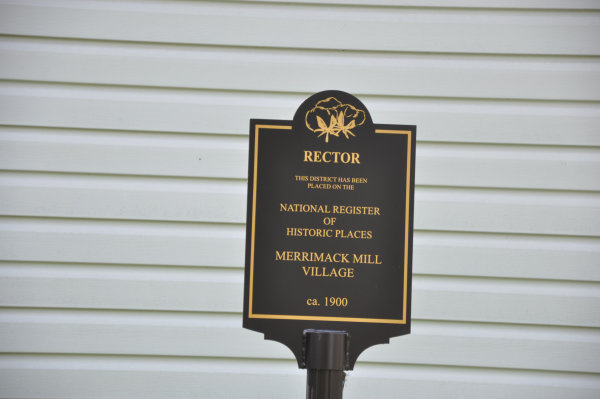 RECTOR
THIS DISTRICT HAS BEEN
PLACED ON THE
NATIONAL REGISTER
OF
HISTORIC PLACES
MERRIMACK MILL
VILLAGE
ca. 1900